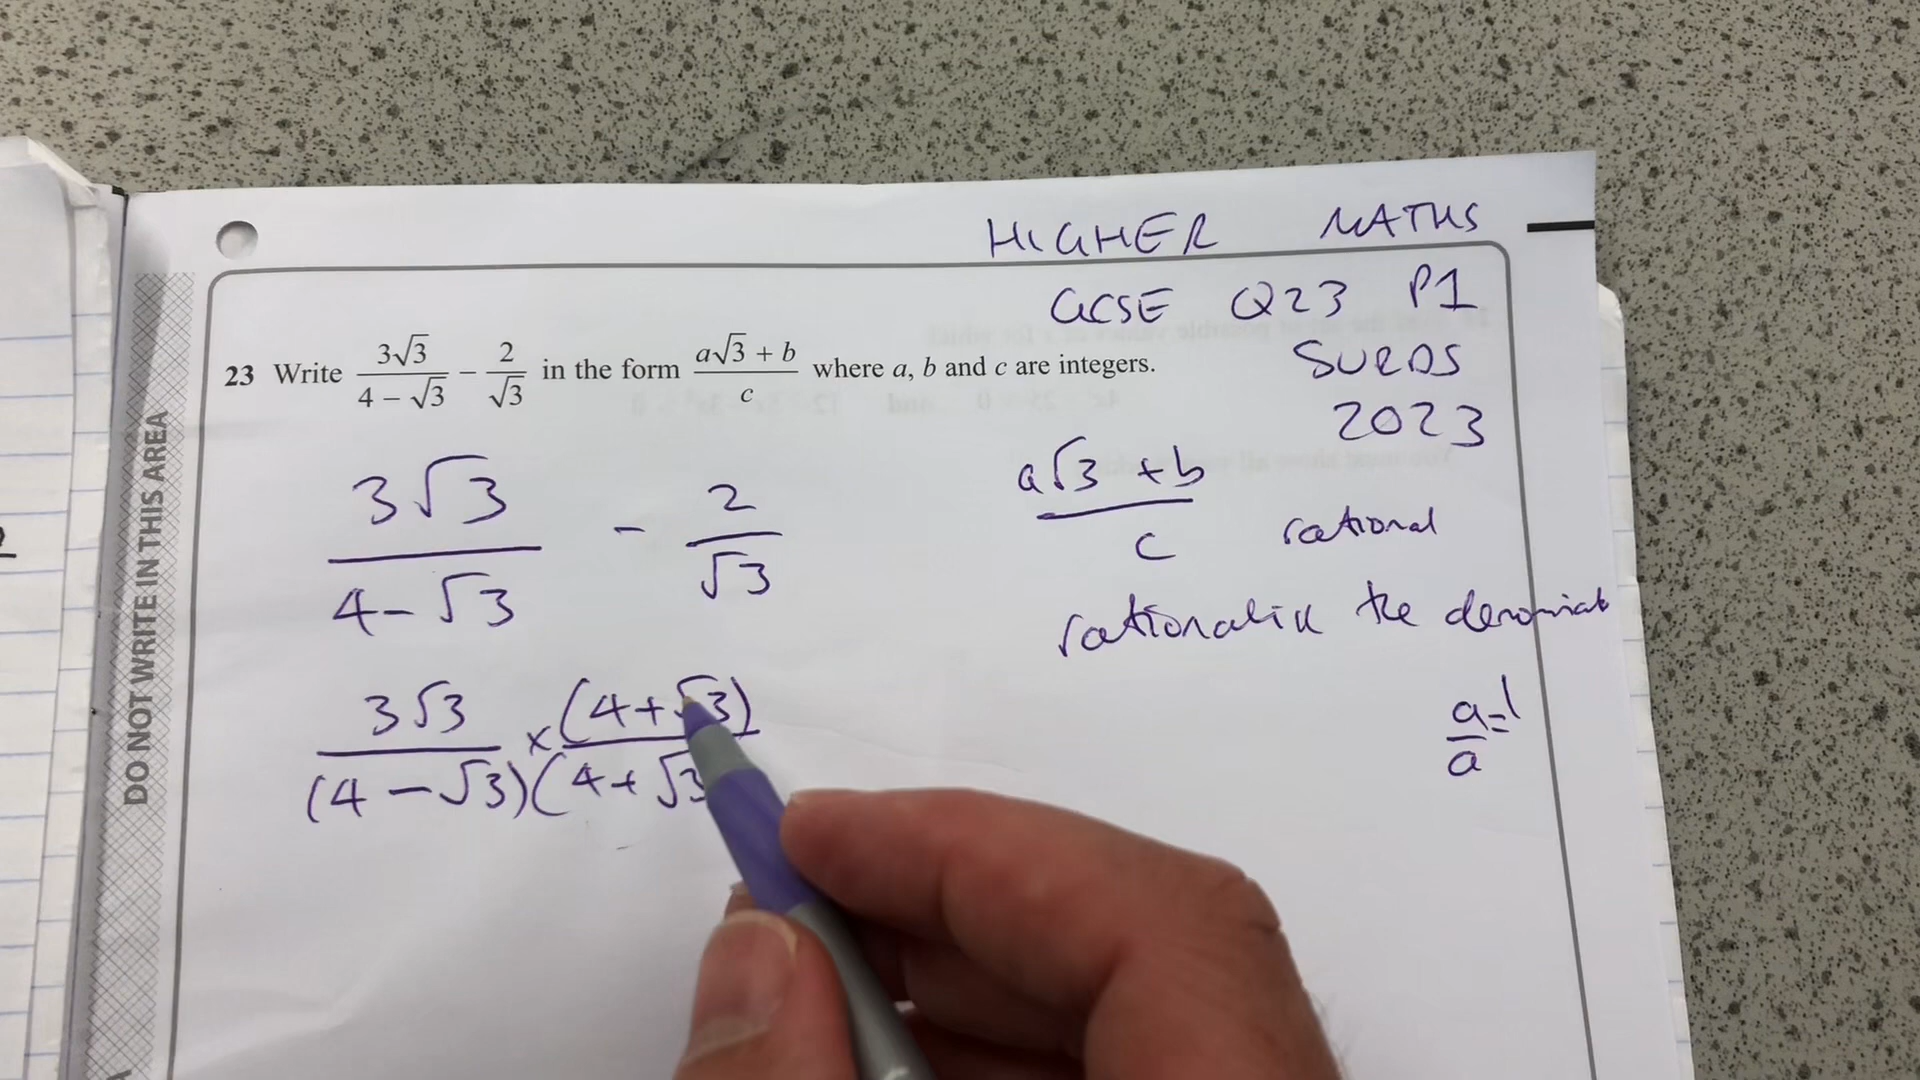 HIGHER MATHS
GCSE Q23 P1
SURDS
2023
23 Write 3√3 / (4 − √3) − 2 / √3 in the form (a√3 + b) / c where a, b and c are integers.
3√3 / (4 − √3) − 2 / √3
(a√3 + b) / c
rational
the
3√3 / (4 − √3) × (4 + √3) / (4 + √3
a / a = 1
DO NOT WRITE IN THIS AREA